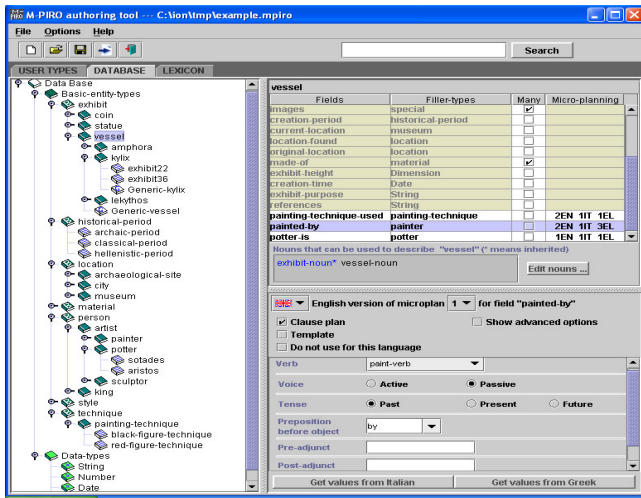 M-PIRO authoring tool --- C:\ion\tmp\example.mpiro
File Options Help
Search
USER TYPES DATABASE LEXICON
Data Base
Basic-entity-types
exhibit
coin
statue
vessel
amphora
kylix
exhibit22
exhibit36
Generic-kylix
lekythos
Generic-vessel
historical-period
archaic-period
classical-period
hellenistic-period
location
archaeological-site
city
museum
material
person
artist
painter
potter
sotades
aristos
sculptor
king
style
technique
painting-technique
black-figure-technique
red-figure-technique
Data-types
String
Number
Date
vessel
Fields Filler-types Many Micro-planning
images special
creation-period historical-period
current-location museum
location-found location
original-location location
made-of material
exhibit-height Dimension
creation-time Date
exhibit-purpose String
references String
painting-technique-used painting-technique 2EN 1IT 1EL
painted-by painter 2EN 1IT 3EL
potter-is potter 1EN 1IT 1EL
Nouns that can be used to describe "vessel" (* means inherited)
exhibit-noun* vessel-noun
Edit nouns ...
English version of microplan 1 for field "painted-by"
Clause plan Show advanced options
Template
Do not use for this language
Verb paint-verb
Voice Active Passive
Tense Past Present Future
Preposition
before object by
Pre-adjunct
Post-adjunct
Get values from Italian Get values from Greek